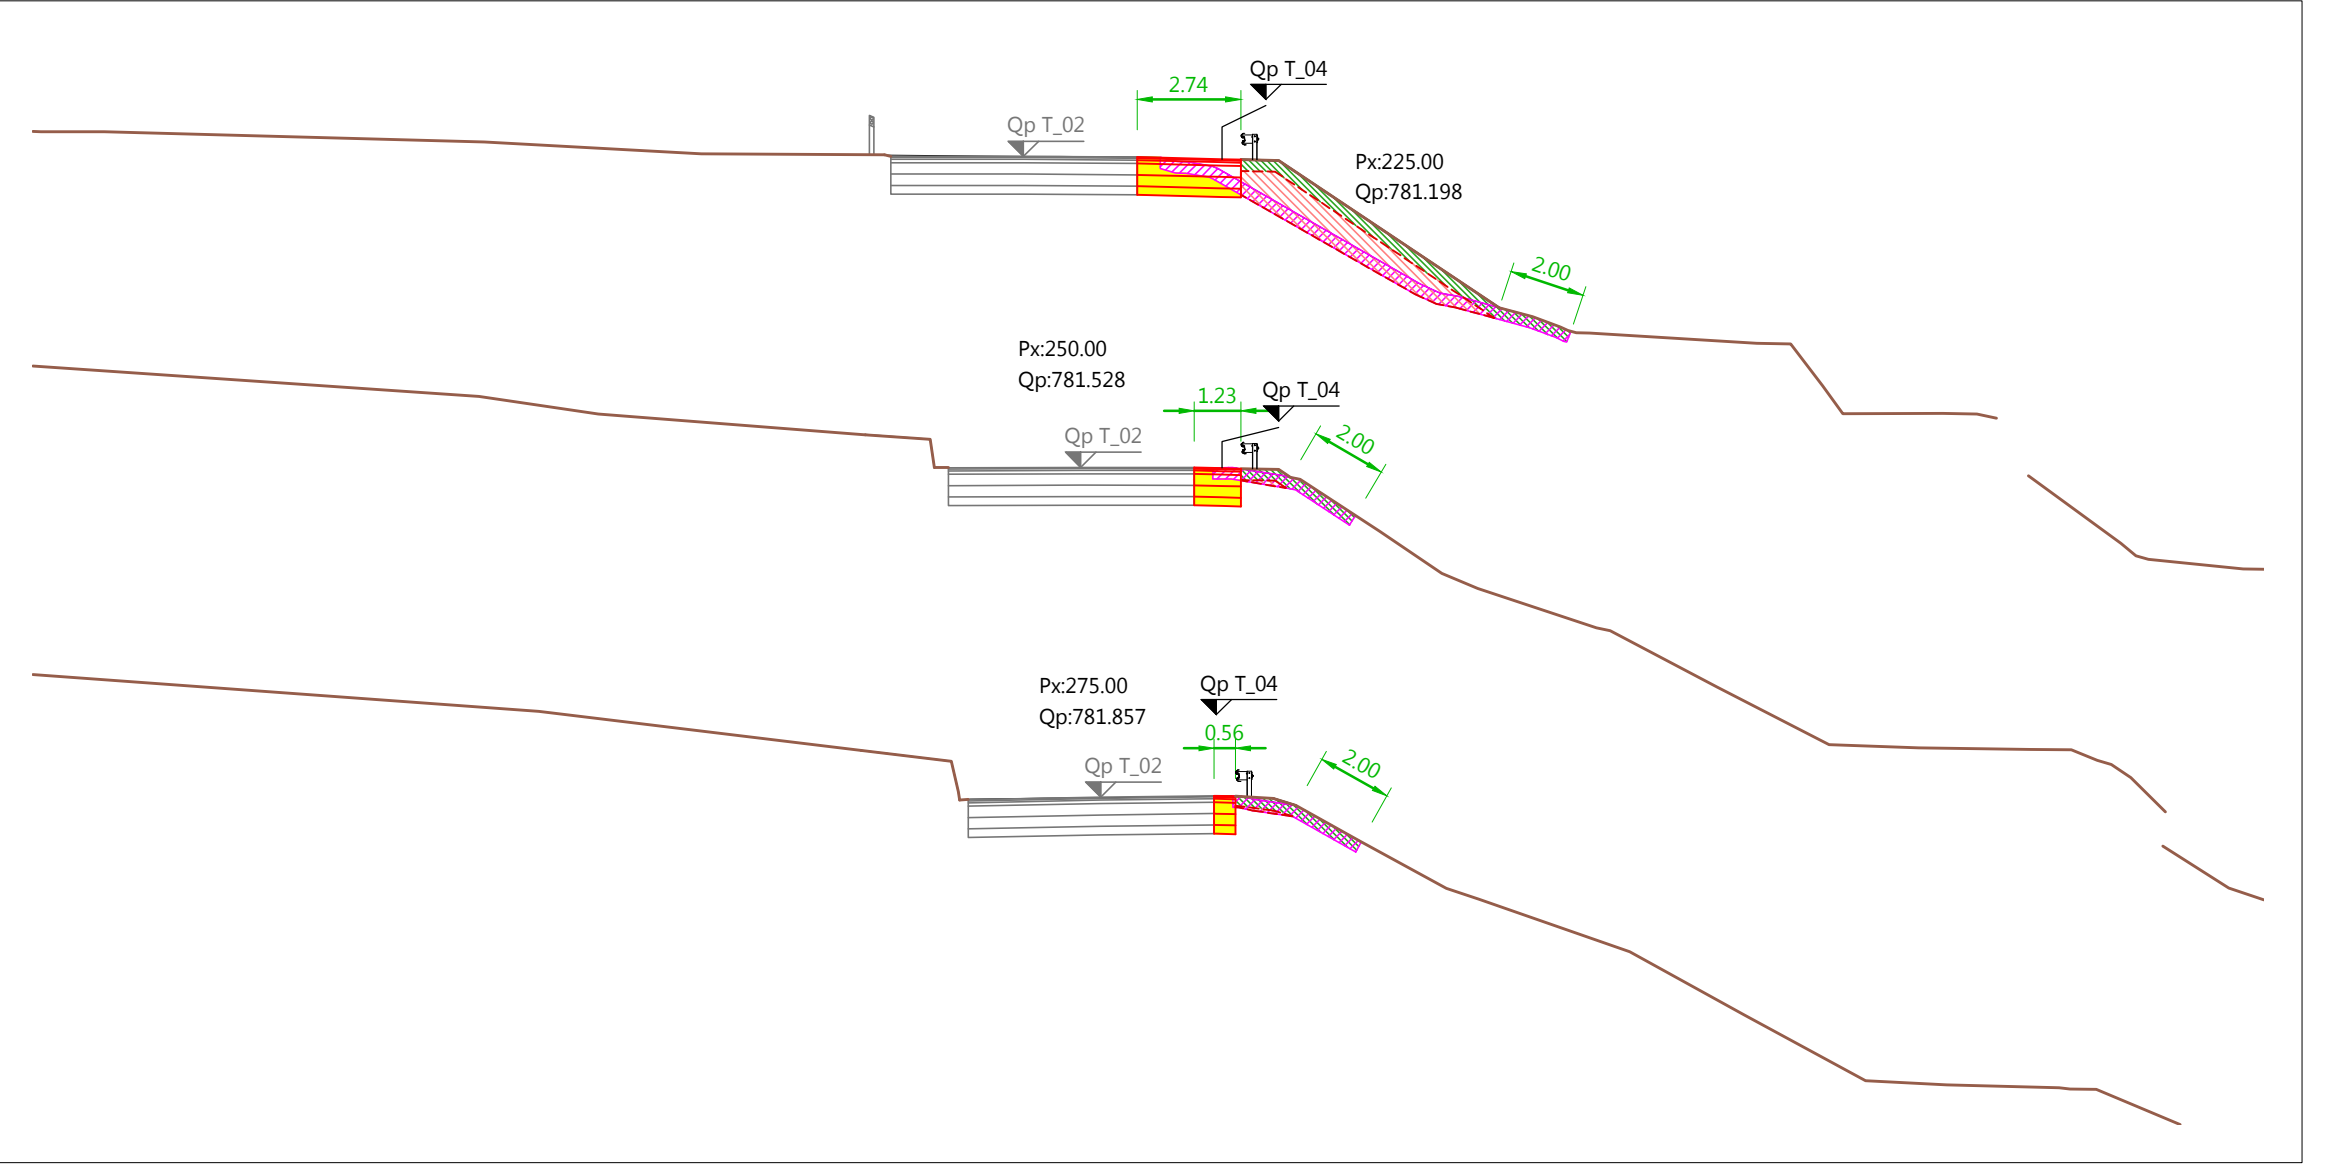 Qp T_04
2.74
Qp T_02
Px:225.00
Qp:781.198
2.00
Px:250.00
Qp:781.528
1.23
Qp T_04
Qp T_02
2.00
Px:275.00
Qp:781.857
Qp T_04
0.56
Qp T_02
2.00